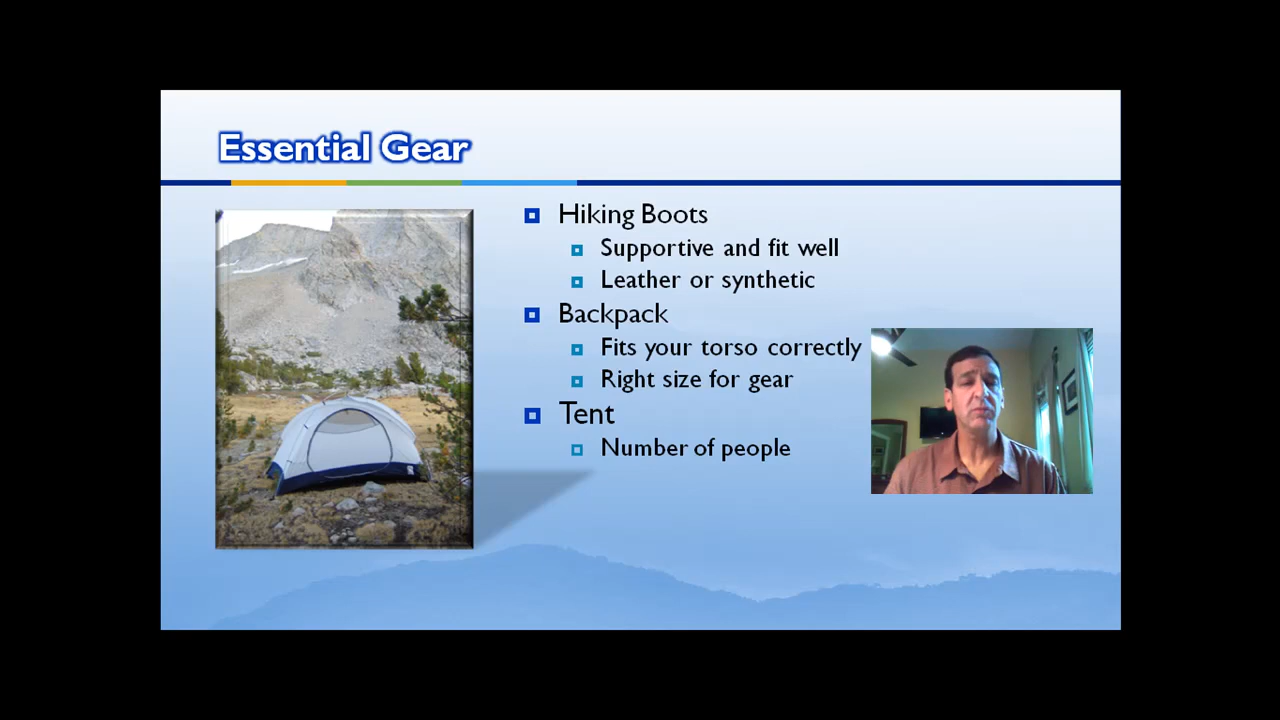 Essential Gear
Hiking Boots
Supportive and fit well
Leather or synthetic
Backpack
Fits your torso correctly
Right size for gear
Tent
Number of people